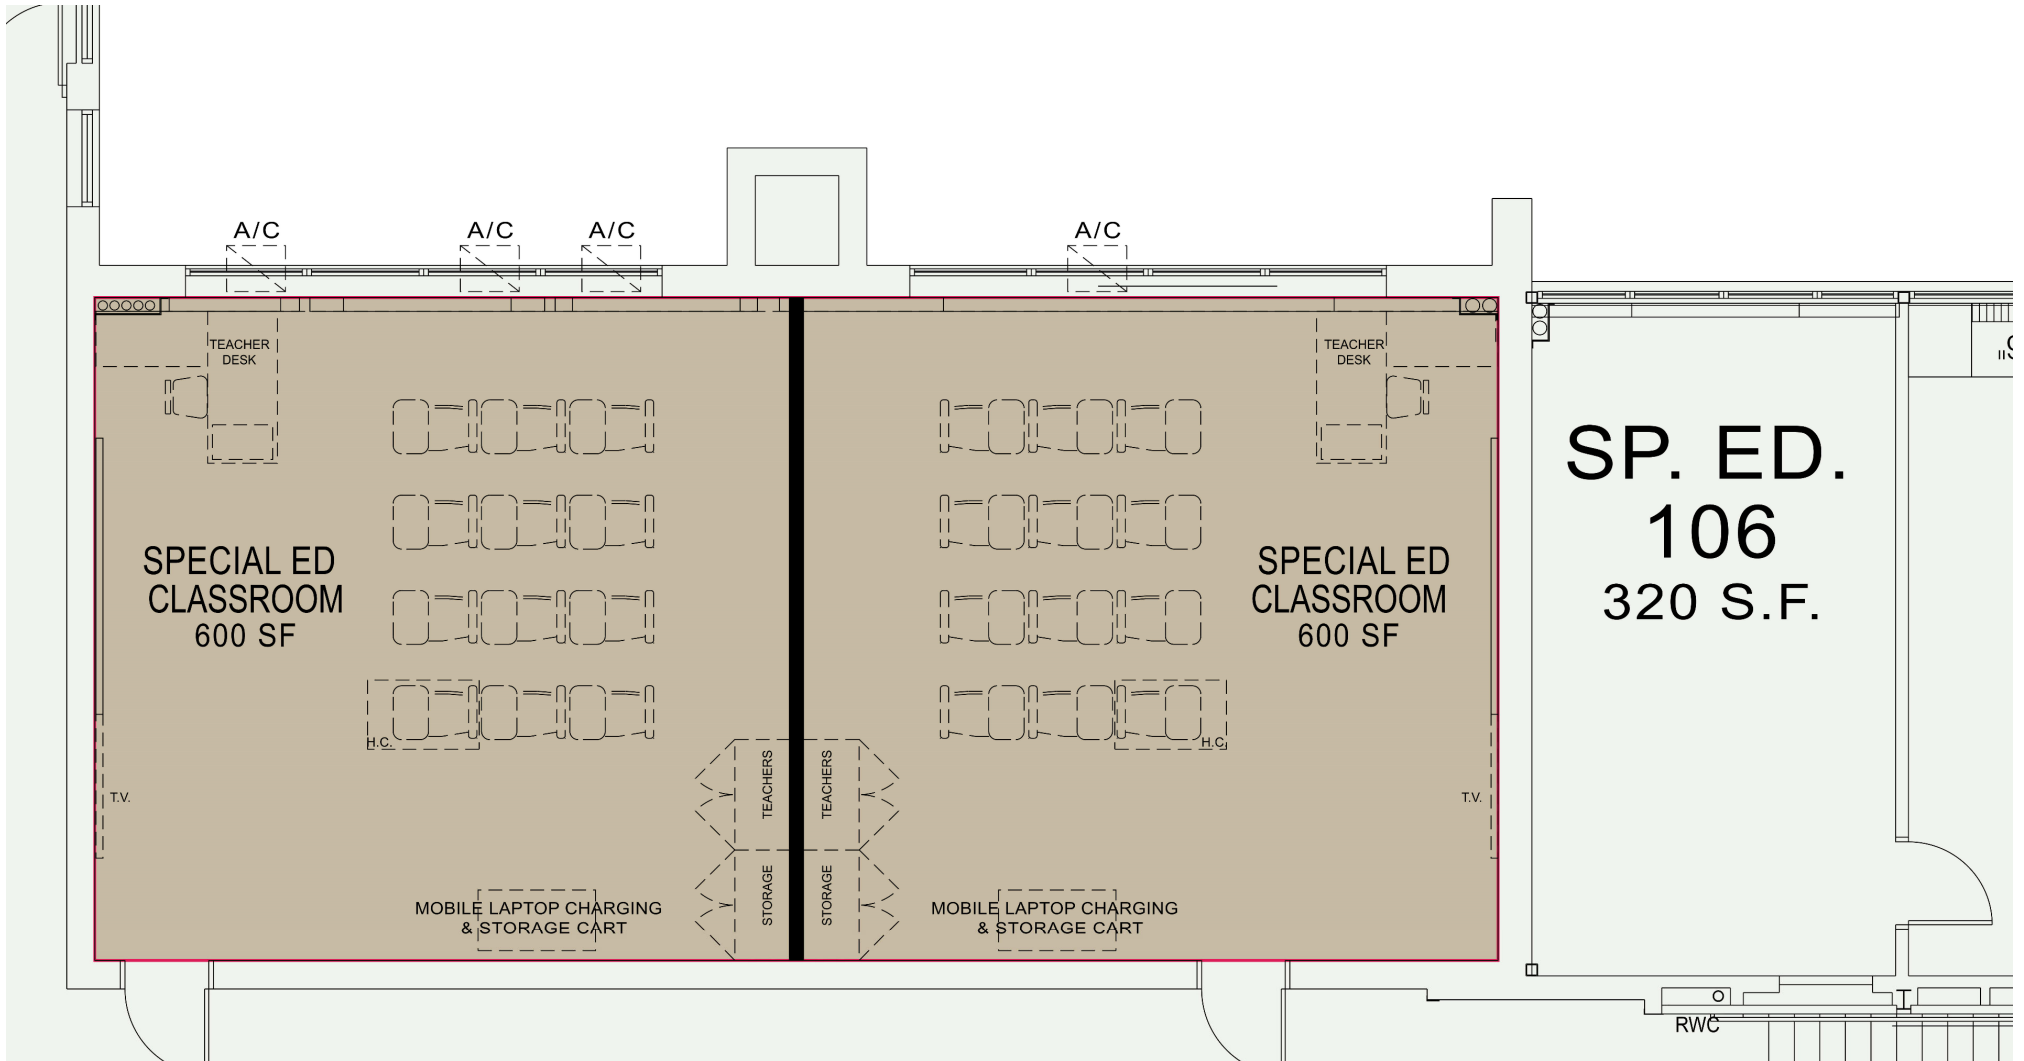 A/C
A/C
A/C
A/C
TEACHER
DESK
TEACHER
DESK
SPECIAL ED
CLASSROOM
600 SF
SPECIAL ED
CLASSROOM
600 SF
SP. ED.
106
320 S.F.
H.C.
H.C.
T.V.
T.V.
TEACHERS
TEACHERS
STORAGE
STORAGE
MOBILE LAPTOP CHARGING
& STORAGE CART
MOBILE LAPTOP CHARGING
& STORAGE CART
RWC